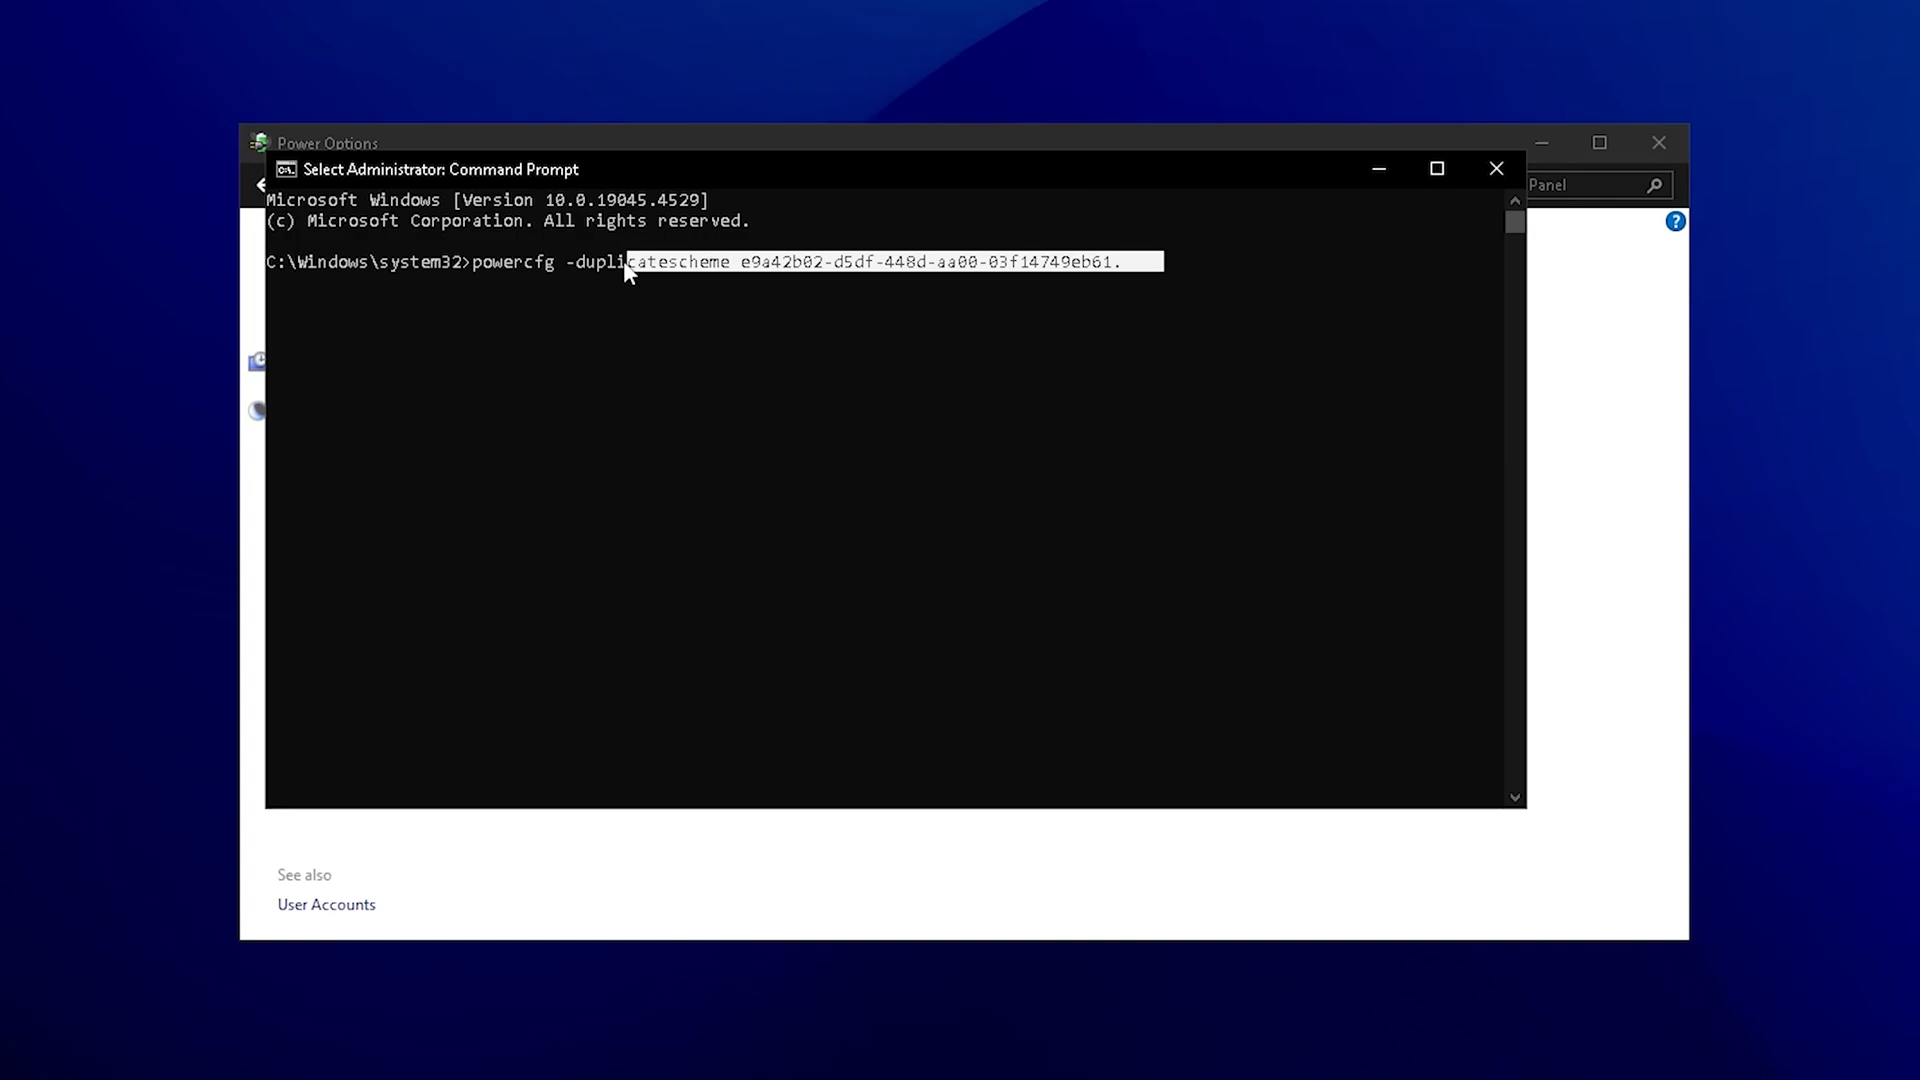 Power Options
Select Administrator: Command Prompt
Panel
Microsoft Windows [Version 10.0.19045.4529]
(c) Microsoft Corporation. All rights reserved.
C:\Windows\system32>powercfg -duplicatescheme e9a42b02-d5df-448d-aa00-03f14749eb61.
See also
User Accounts